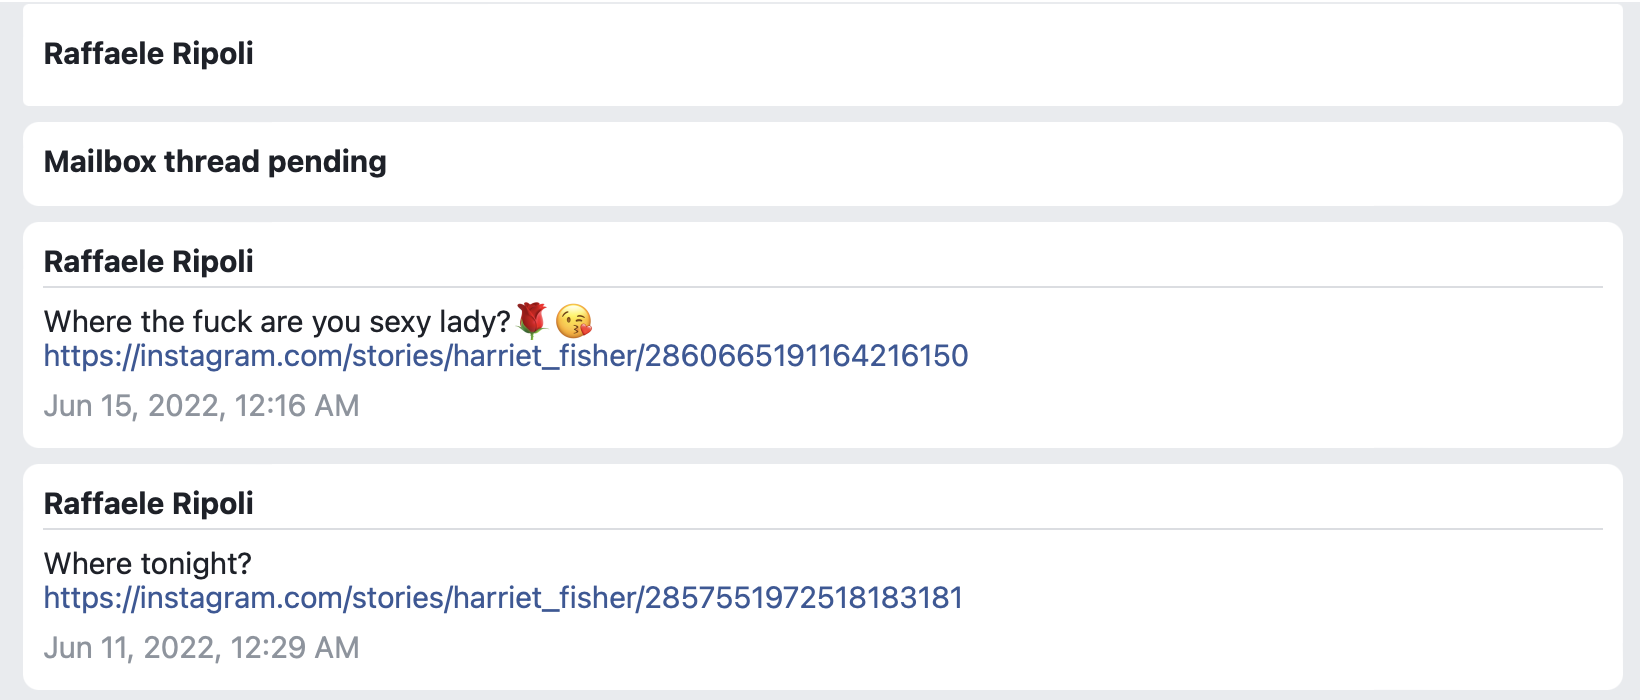 Raffaele Ripoli
Mailbox thread pending
Raffaele Ripoli
Where the fuck are you sexy lady?🌹😘
https://instagram.com/stories/harriet_fisher/2860665191164216150
Jun 15, 2022, 12:16 AM
Raffaele Ripoli
Where tonight?
https://instagram.com/stories/harriet_fisher/2857551972518183181
Jun 11, 2022, 12:29 AM